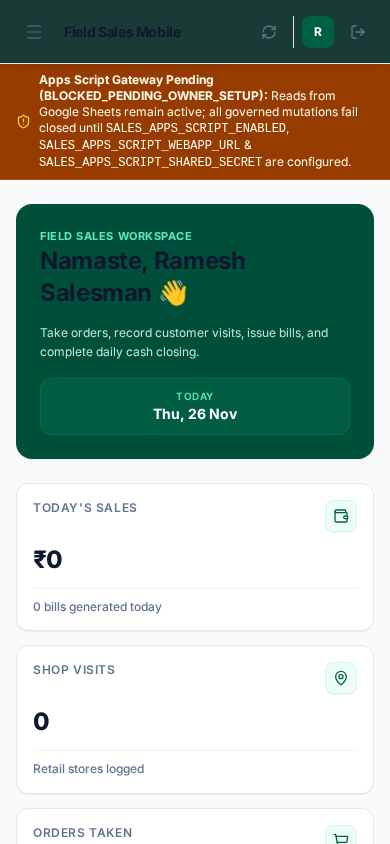 Field Sales Mobile
R
Apps Script Gateway Pending
(BLOCKED_PENDING_OWNER_SETUP): Reads from
Google Sheets remain active; all governed mutations fail
closed until SALES_APPS_SCRIPT_ENABLED,
SALES_APPS_SCRIPT_WEBAPP_URL &
SALES_APPS_SCRIPT_SHARED_SECRET are configured.
FIELD SALES WORKSPACE
Namaste, Ramesh
Salesman 👋
Take orders, record customer visits, issue bills, and
complete daily cash closing.
TODAY
Thu, 26 Nov
TODAY'S SALES
₹0
0 bills generated today
SHOP VISITS
0
Retail stores logged
ORDERS TAKEN